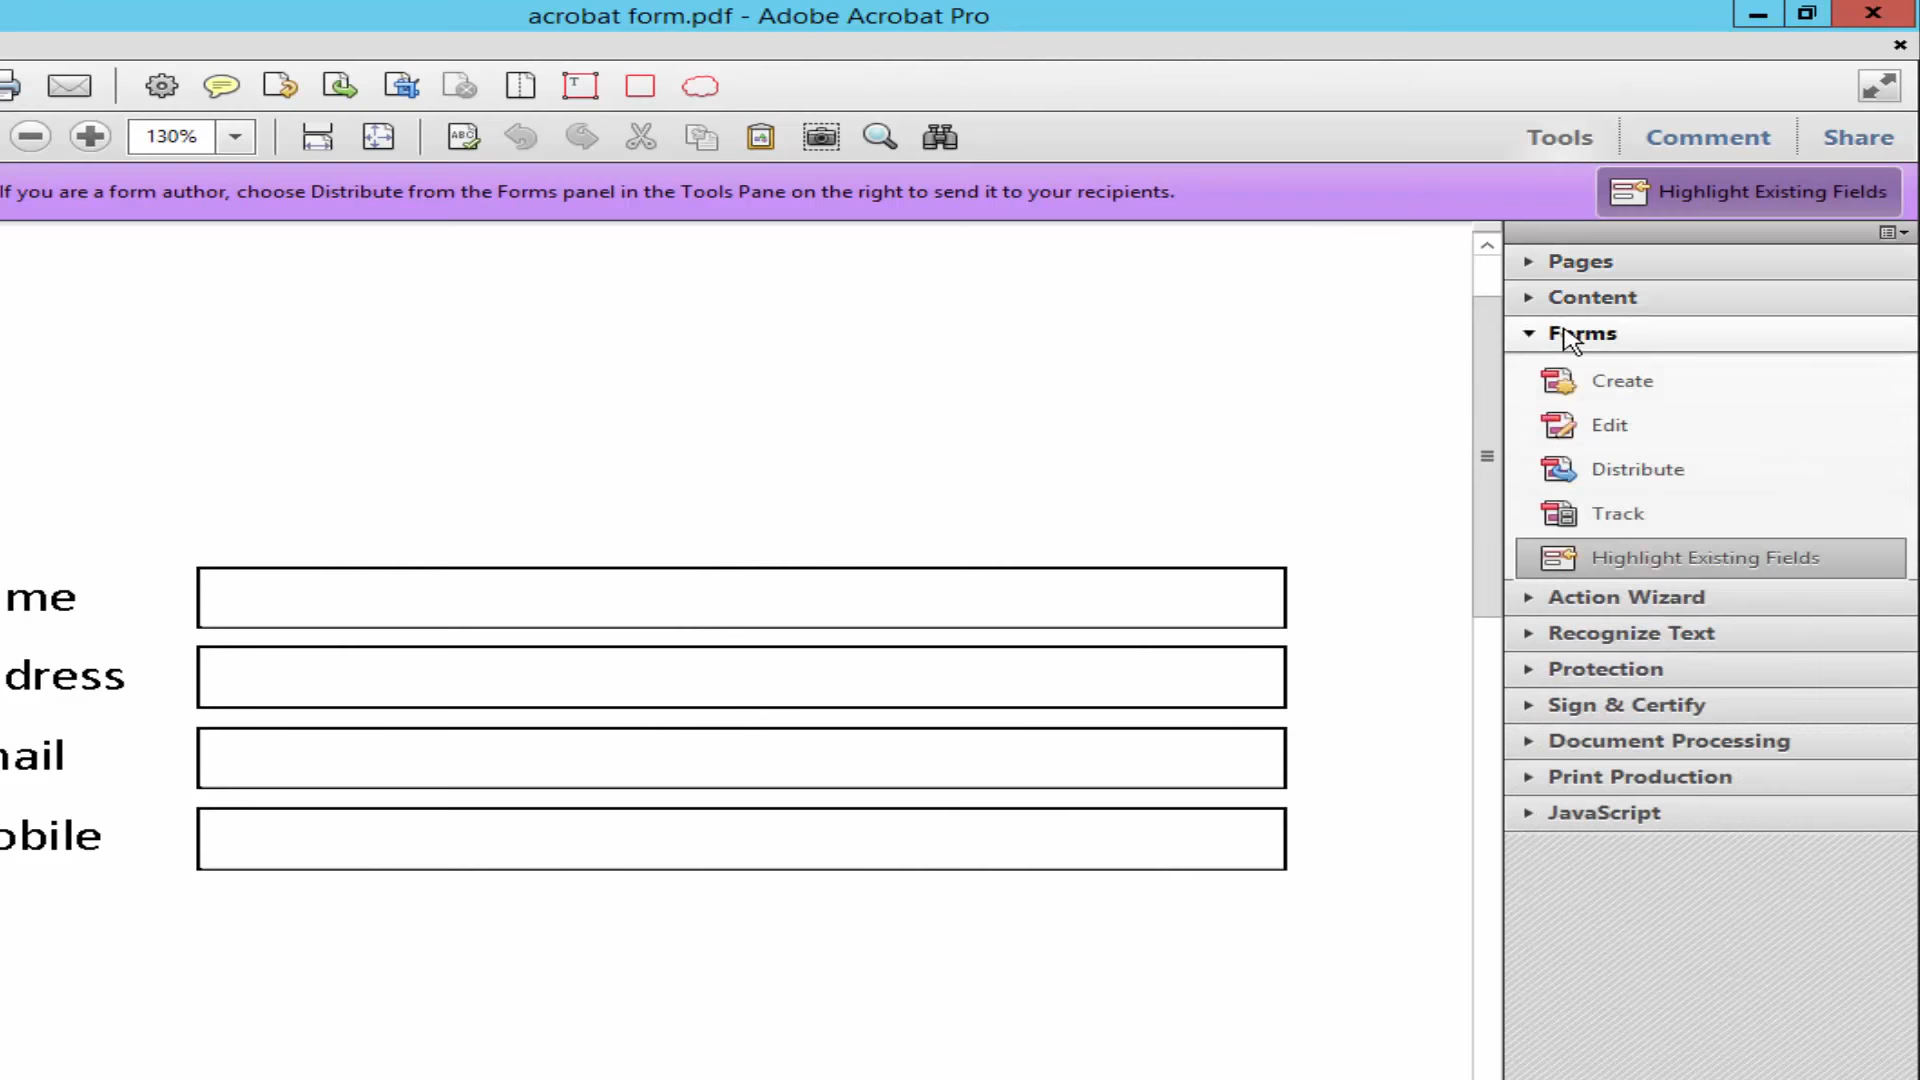 acrobat form.pdf - Adobe Acrobat Pro
T
130%
ABC
Tools
Comment
Share
If you are a form author, choose Distribute from the Forms panel in the Tools Pane on the right to send it to your recipients.
Highlight Existing Fields
Pages
Content
Forms
Create
Edit
Distribute
Track
Highlight Existing Fields
Action Wizard
Recognize Text
Protection
Sign & Certify
Document Processing
Print Production
JavaScript
me
dress
ail
obile